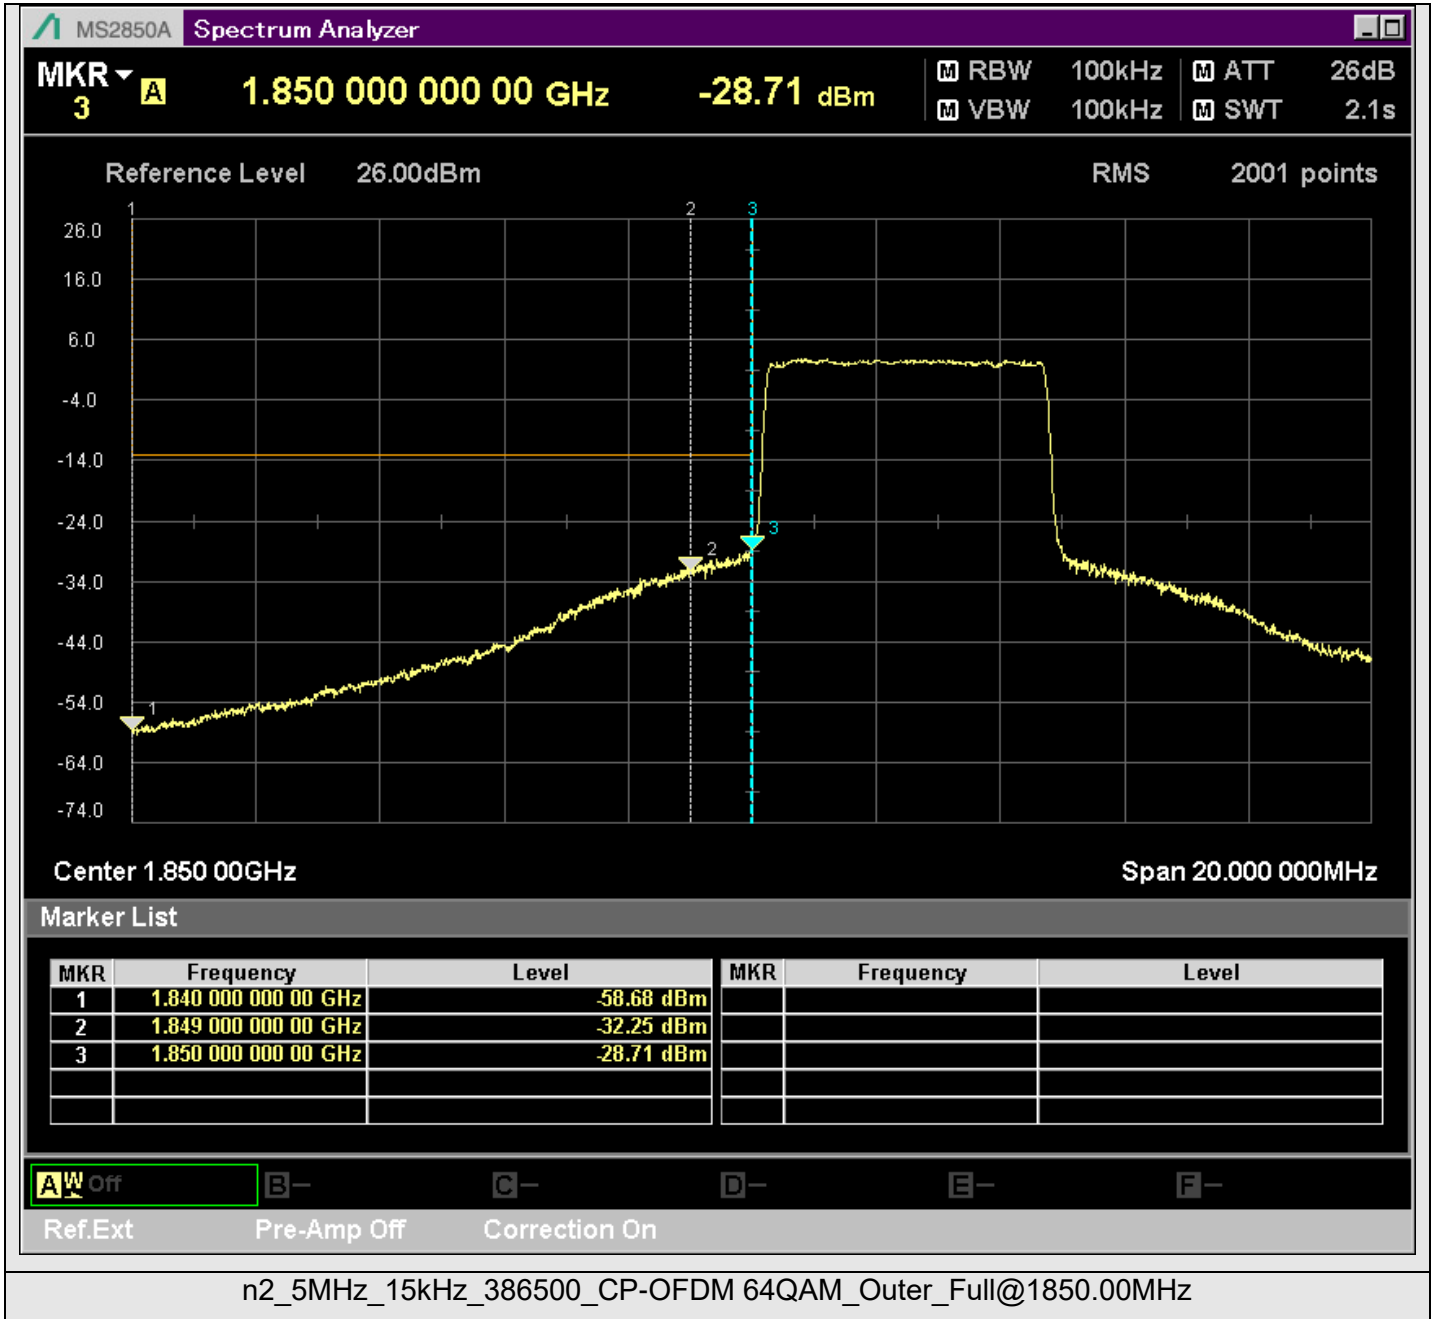 MS2850A Spectrum Analyzer
MKR A 1.850 000 000 00 GHz -28.71 dBm M RBW 100kHz M ATT 26dB
3 M VBW 100kHz M SWT 2.1s
Reference Level 26.00dBm RMS 2001 points
1 2 3
26.0
16.0
6.0
-4.0
-14.0
-24.0
3
2
-34.0
-44.0
-54.0
1
-64.0
-74.0
Center 1.850 00GHz Span 20.000 000MHz
Marker List
MKR Frequency Level MKR Frequency Level
1 1.840 000 000 00 GHz -58.68 dBm
2 1.849 000 000 00 GHz -32.25 dBm
3 1.850 000 000 00 GHz -28.71 dBm
A W Off B C D E F
Ref.Ext Pre-Amp Off Correction On
n2_5MHz_15kHz_386500_CP-OFDM 64QAM_Outer_Full@1850.00MHz